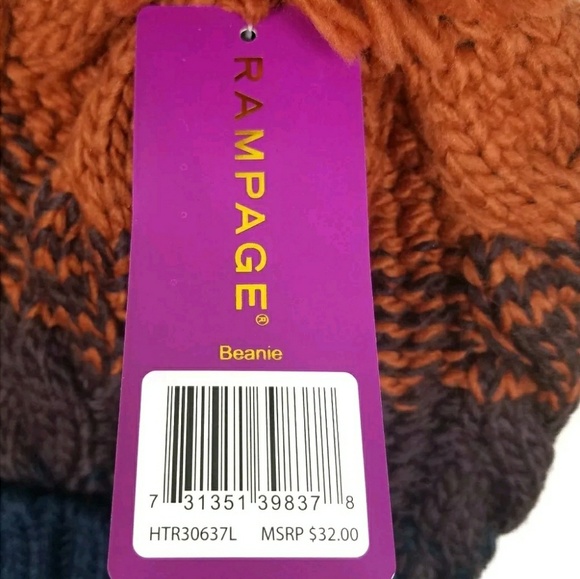 RAMPAGE®
Beanie
7 31351 39837 8
HTR30637L MSRP $32.00